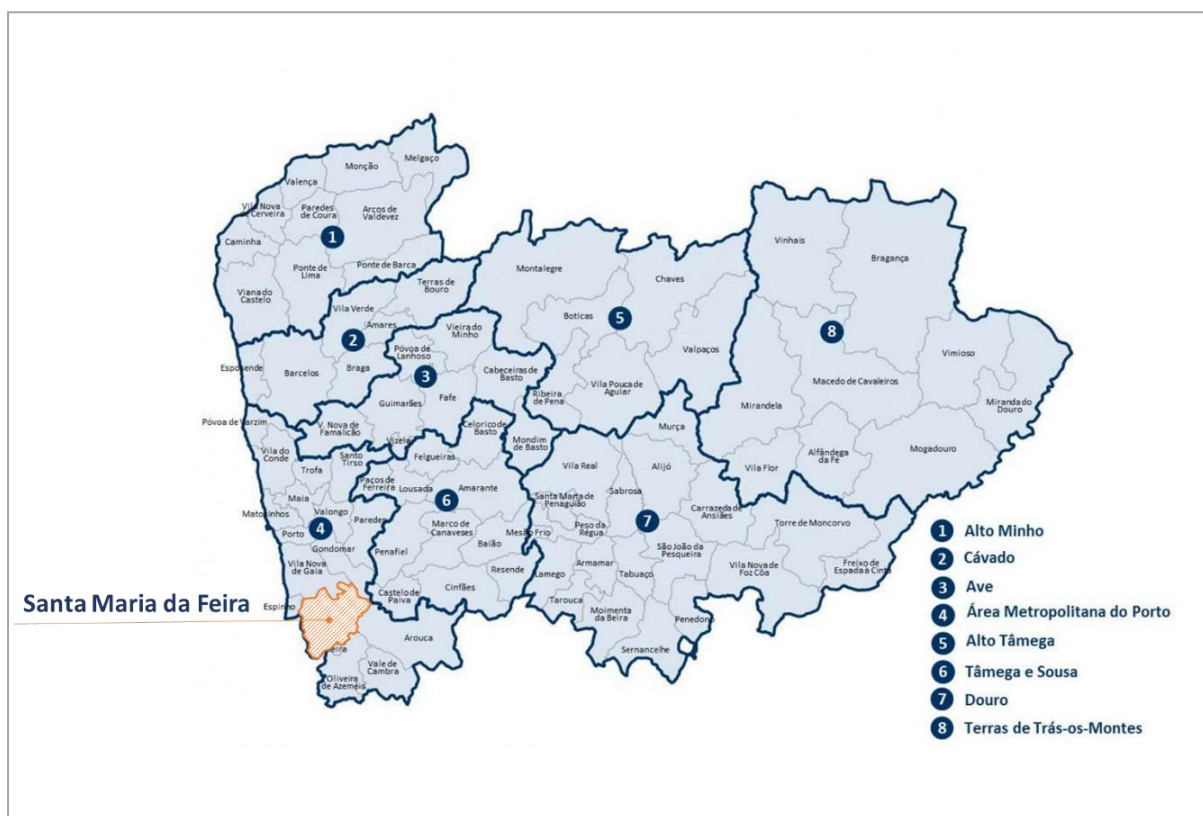 Melgaço
Monção
Valença
Vila Nova
de Cerveira
Paredes
de Coura
Arcos de
Valdevez
Caminha
1
Ponte de
Lima
Ponte de Barca
Viana do
Castelo
Terras de
Bouro
Vila Verde
Amares
2
Vieira do
Minho
Póvoa de
Lanhoso
Esposende
Barcelos
Braga
3
Cabeceiras de
Basto
Guimarães
Fafe
Póvoa de Varzim
V. Nova de
Famalicão
Vizela
Celorico de
Basto
Mondim
de Basto
Montalegre
Chaves
Boticas
5
Valpaços
Vila Pouca de
Aguiar
Ribeira
de Pena
Vinhais
Bragança
8
Vimioso
Macedo de Cavaleiros
Miranda do
Douro
Mirandela
Mogadouro
Alfândega
da Fé
Vila Flor
Vila do
Conde
Santo
Tirso
Trofa
Felgueiras
Paços de
Ferreira
Lousada
6
Amarante
Maia
Matosinhos
Valongo
Paredes
Porto
4
Gondomar
Marco de
Canaveses
Baião
Mesão Frio
Penafiel
Vila Nova
de Gaia
Resende
Cinfães
Castelo de
Paiva
Espinho
Arouca
eira
Vale de
Cambra
Oliveira
de Azeméis
Murça
Vila Real
Alijó
Sabrosa
Santa Marta de
Penaguião
Carrazeda de
Ansiães
Peso da
Régua
7
Torre de Moncorvo
São João da
Pesqueira
Armamar
Lamego
Tabuaço
Vila Nova de
Foz Côa
Freixo de
Espada à Cinta
Tarouca
Moimenta
da Beira
Penedono
Sernancelhe
Santa Maria da Feira
1 Alto Minho
2 Cávado
3 Ave
4 Área Metropolitana do Porto
5 Alto Tâmega
6 Tâmega e Sousa
7 Douro
8 Terras de Trás-os-Montes